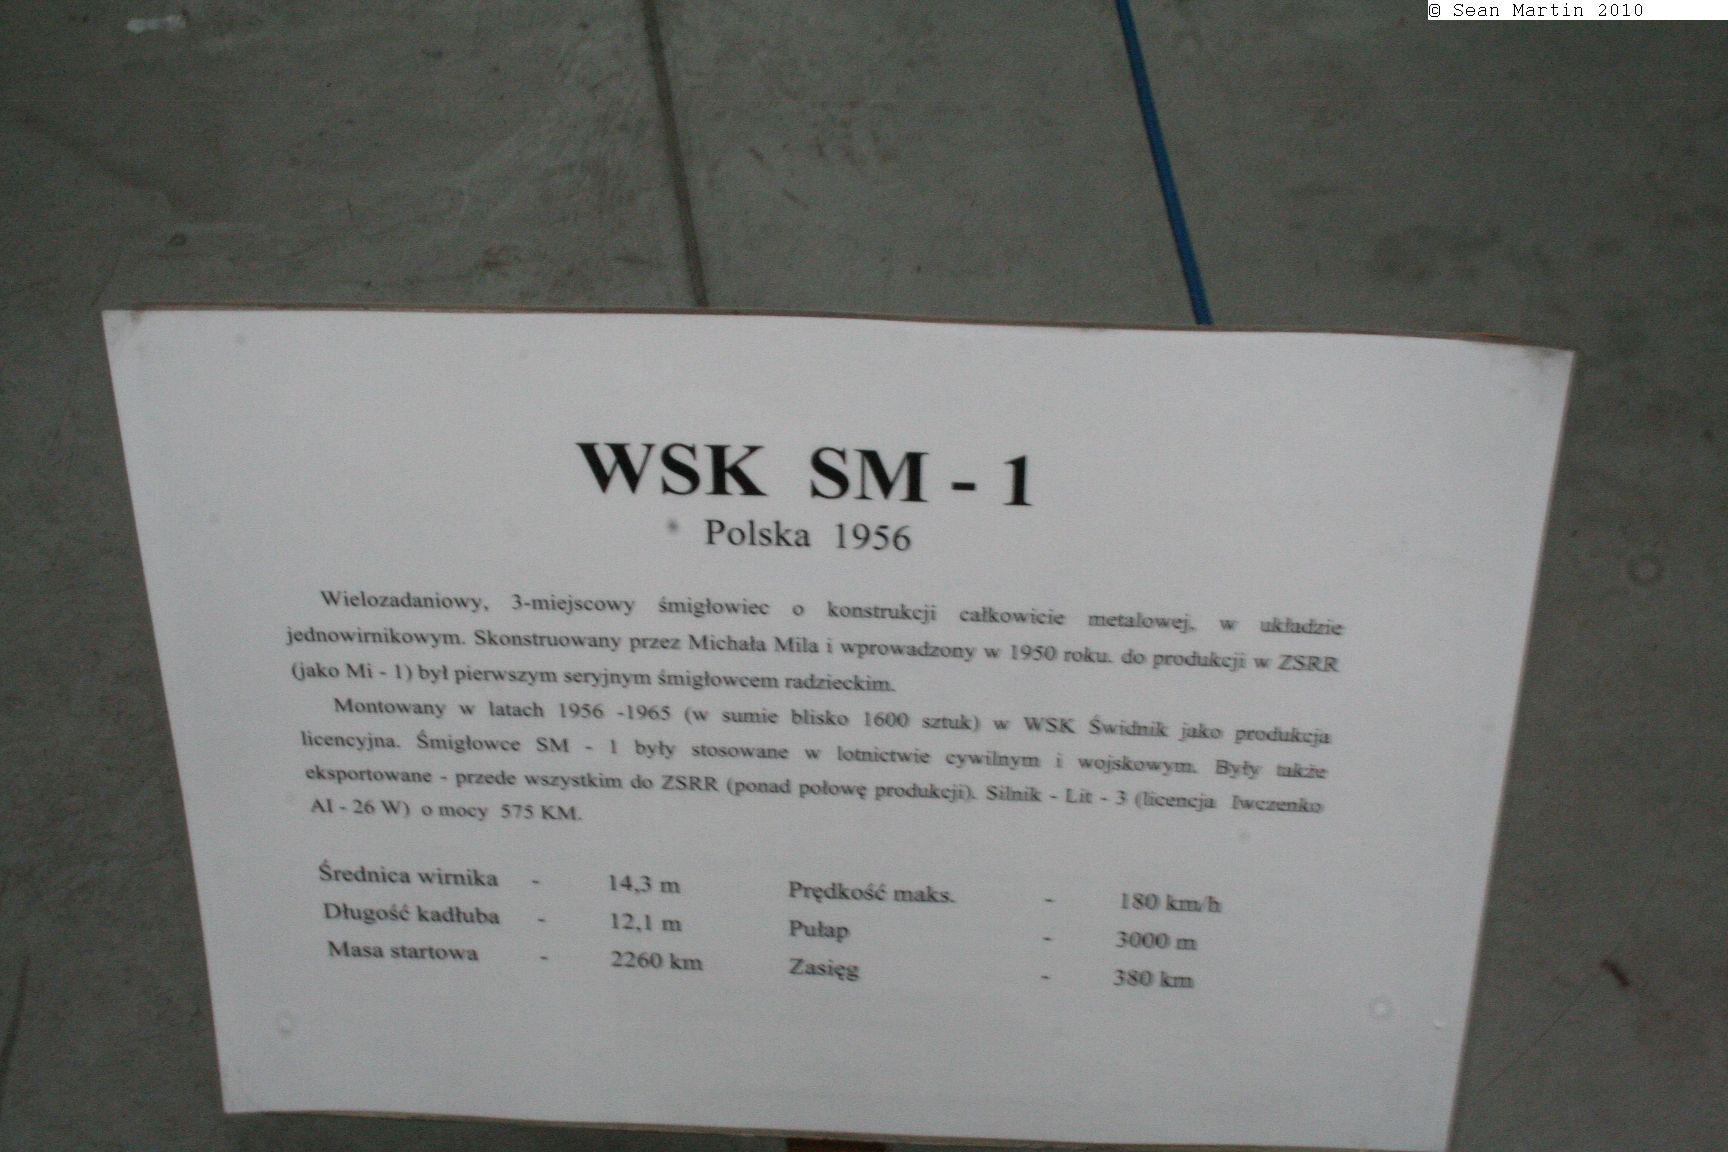 © Sean Martin 2010
WSK SM - 1
Polska 1956
Wielozadaniowy, 3-miejscowy śmigłowiec o konstrukcji całkowicie metalowej, w układzie
jednowirnikowym. Skonstruowany przez Michała Mila i wprowadzony w 1950 roku. do produkcji w ZSRR
(jako Mi - 1) był pierwszym seryjnym śmigłowcem radzieckim.
Montowany w latach 1956 -1965 (w sumie blisko 1600 sztuk) w WSK Świdnik jako produkcja
licencyjna. Śmigłowce SM - 1 były stosowane w lotnictwie cywilnym i wojskowym. Były także
eksportowane - przede wszystkim do ZSRR (ponad połowę produkcji). Silnik - Lit - 3 (licencja Iwczenko
AI - 26 W) o mocy 575 KM.
Średnica wirnika - 14,3 m Prędkość maks. - 180 km/h
Długość kadłuba - 12,1 m Pułap - 3000 m
Masa startowa - 2260 km Zasięg - 380 km